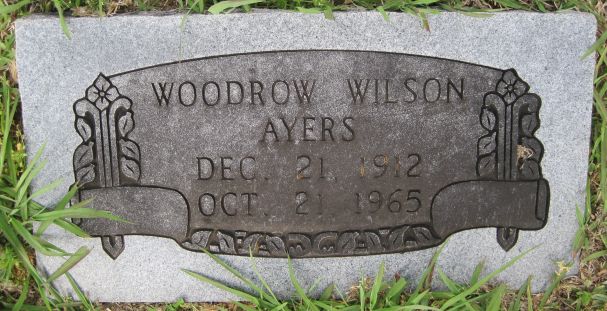 WOODROW WILSON
AYERS
DEC. 21, 1912
OCT. 21, 1965